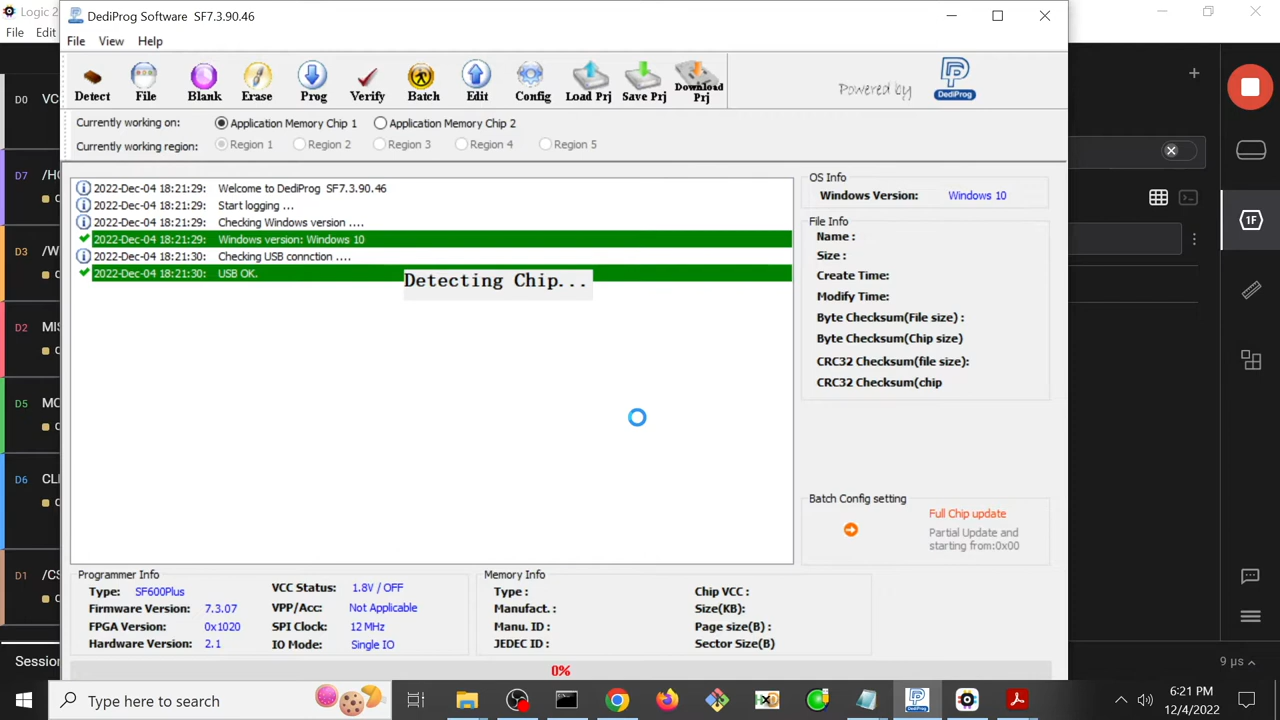 Logic 2
DediProg Software SF7.3.90.46
File Edi
File View Help
Detect File Blank Erase Prog Verify Batch Edit Config Load Prj Save Prj Download Prj
Powered by DediProg
D0 VC
Currently working on: Application Memory Chip 1 Application Memory Chip 2
Currently working region: Region 1 Region 2 Region 3 Region 4 Region 5
D7 /HO
D3 /W
D2 MIS
D5 MO
D6 CL
D1 /CS
2022-Dec-04 18:21:29: Welcome to DediProg SF7.3.90.46
2022-Dec-04 18:21:29: Start logging ...
2022-Dec-04 18:21:29: Checking Windows version ....
2022-Dec-04 18:21:29: Windows version: Windows 10
2022-Dec-04 18:21:30: Checking USB connction ....
2022-Dec-04 18:21:30: USB OK.
Detecting Chip...
OS Info
Windows Version: Windows 10
File Info
Name :
Size :
Create Time:
Modify Time:
Byte Checksum(File size) :
Byte Checksum(Chip size)
CRC32 Checksum(file size):
CRC32 Checksum(chip
1F
Batch Config setting
Full Chip update
Partial Update and
starting from:0x00
Programmer Info
Type: SF600Plus
Firmware Version: 7.3.07
FPGA Version: 0x1020
Hardware Version: 2.1
VCC Status: 1.8V / OFF
VPP/Acc: Not Applicable
SPI Clock: 12 MHz
IO Mode: Single IO
Memory Info
Type :
Manufact. :
Manu. ID :
JEDEC ID :
Chip VCC :
Size(KB):
Page size(B) :
Sector Size(B)
0%
Session
9 µs
Type here to search
6:21 PM
12/4/2022